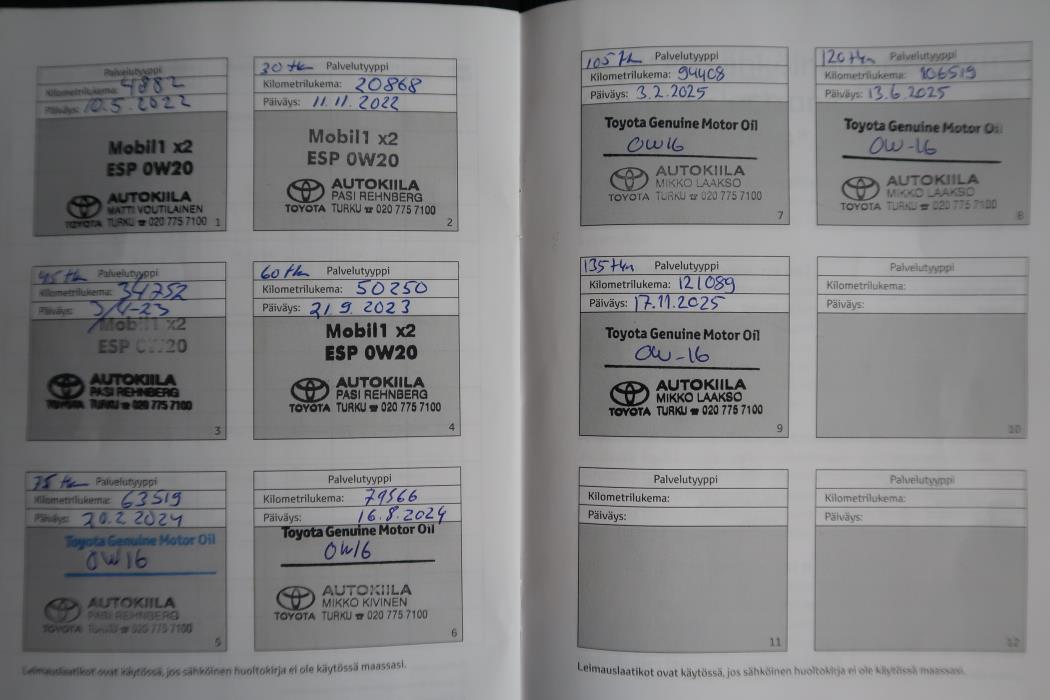 Palvelutyyppi
Kilometrilukema: 4882
Päiväys: 10.5.2022
Mobil1 x2
ESP 0W20
AUTOKIILA
MATTI VOUTILAINEN
TOYOTA TURKU ☎ 020 775 7100
1
30 tkm Palvelutyyppi
Kilometrilukema: 20868
Päiväys: 11.11.2022
Mobil1 x2
ESP 0W20
AUTOKIILA
PASI REHNBERG
TOYOTA TURKU ☎ 020 775 7100
2
45 tkm Palvelutyyppi
Kilometrilukema: 34752
Päiväys: 3/4-23
Mobil1 x2
ESP 0W20
AUTOKIILA
PASI REHNBERG
TOYOTA TURKU ☎ 020 775 7100
3
60 tkm Palvelutyyppi
Kilometrilukema: 50250
Päiväys: 21.9.2023
Mobil1 x2
ESP 0W20
AUTOKIILA
PASI REHNBERG
TOYOTA TURKU ☎ 020 775 7100
4
75 tkm Palvelutyyppi
Kilometrilukema: 63519
Päiväys: 20.2.2024
Toyota Genuine Motor Oil
0W16
AUTOKIILA
PASI REHNBERG
TOYOTA TURKU ☎ 020 775 7100
5
Palvelutyyppi
Kilometrilukema: 79566
Päiväys: 16.8.2024
Toyota Genuine Motor Oil
0W16
AUTOKIILA
MIKKO KIVINEN
TOYOTA TURKU ☎ 020 775 7100
6
Leimauslaatikot ovat käytössä, jos sähköinen huoltokirja ei ole käytössä maassasi.
105 tkm Palvelutyyppi
Kilometrilukema: 94408
Päiväys: 3.2.2025
Toyota Genuine Motor Oil
0W16
AUTOKIILA
MIKKO LAAKSO
TOYOTA TURKU ☎ 020 775 7100
7
120 tkm Palvelutyyppi
Kilometrilukema: 106519
Päiväys: 13.6.2025
Toyota Genuine Motor Oil
0W-16
AUTOKIILA
MIKKO LAAKSO
TOYOTA TURKU ☎ 020 775 7100
8
135 tkm Palvelutyyppi
Kilometrilukema: 121089
Päiväys: 17.11.2025
Toyota Genuine Motor Oil
0W-16
AUTOKIILA
MIKKO LAAKSO
TOYOTA TURKU ☎ 020 775 7100
9
Palvelutyyppi
Kilometrilukema:
Päiväys:
10
Palvelutyyppi
Kilometrilukema:
Päiväys:
11
Palvelutyyppi
Kilometrilukema:
Päiväys:
12
Leimauslaatikot ovat käytössä, jos sähköinen huoltokirja ei ole käytössä maassasi.